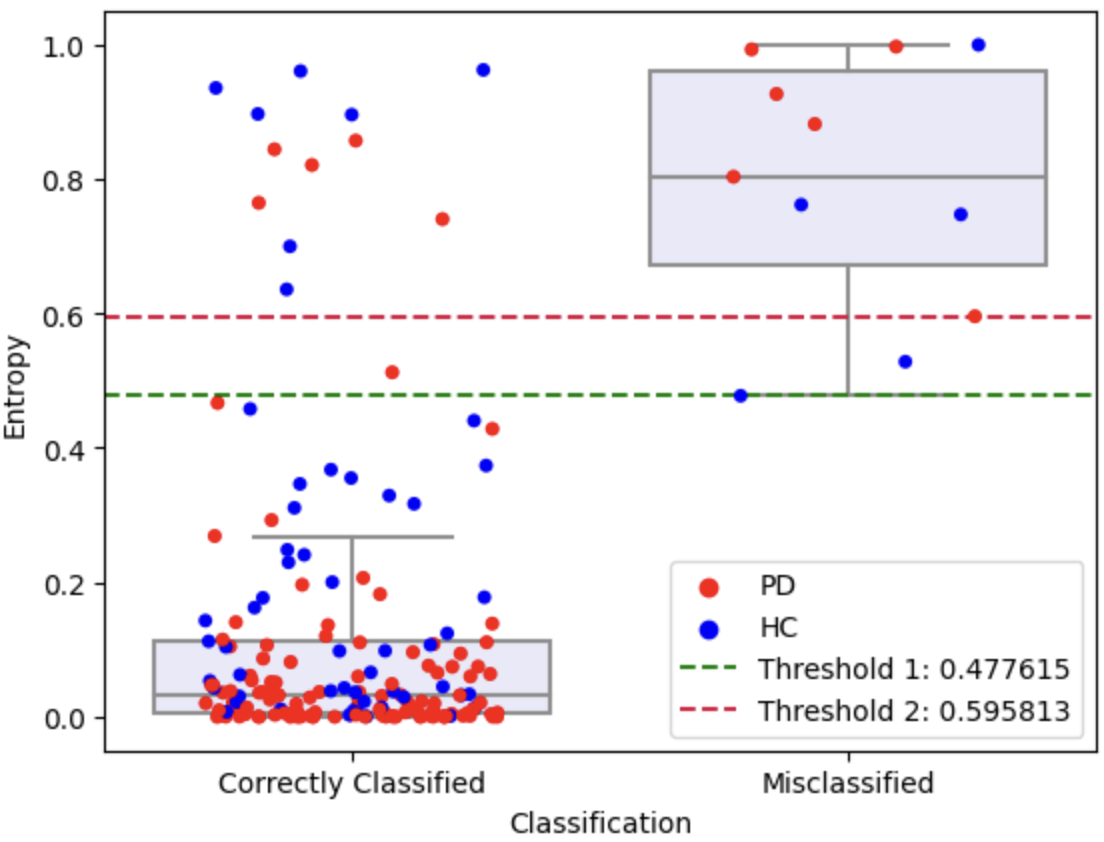 1.0
0.8
0.6
0.4
0.2
0.0
Entropy
PD
HC
Threshold 1: 0.477615
Threshold 2: 0.595813
Correctly Classified
Misclassified
Classification